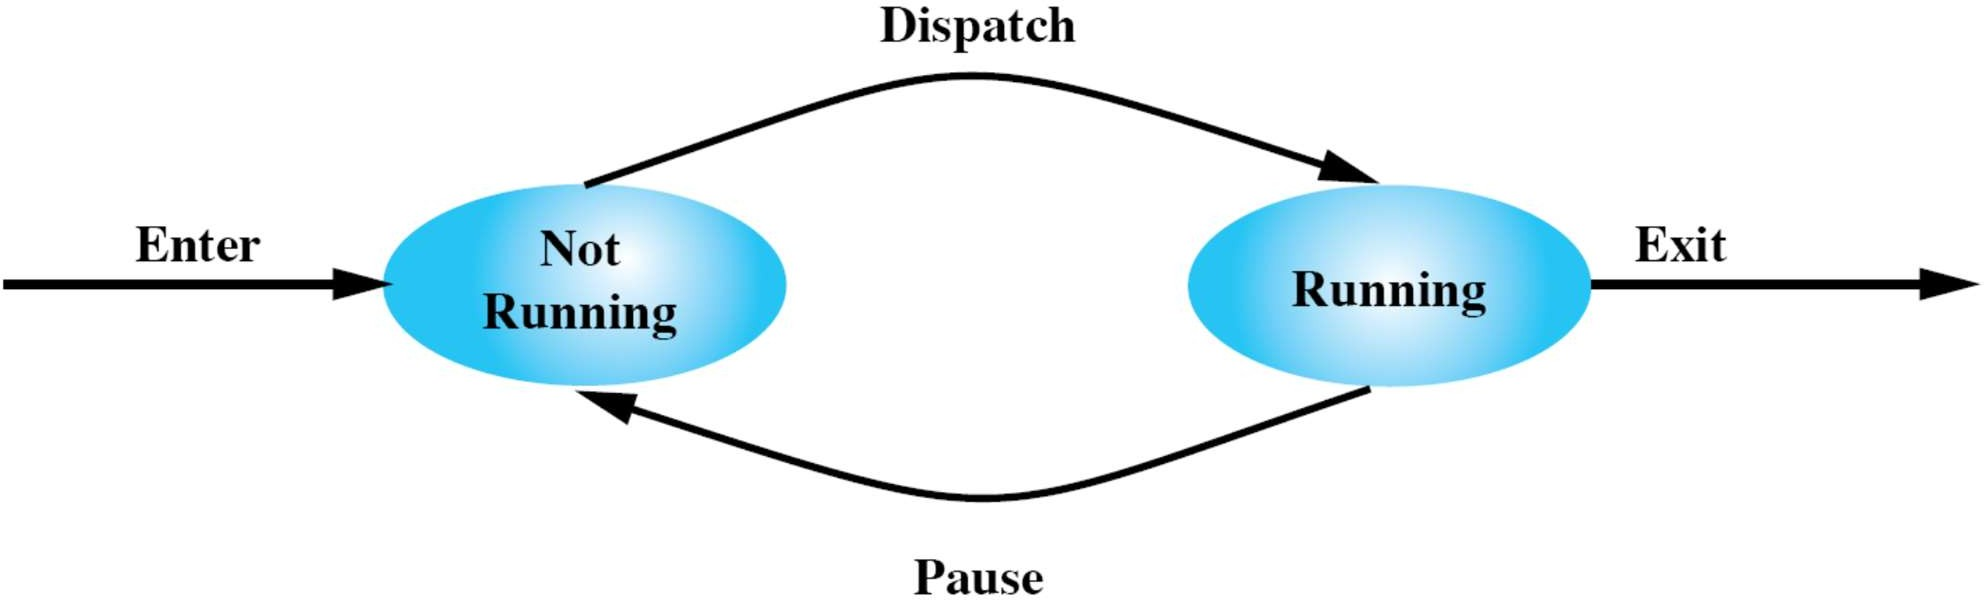 Dispatch
Enter
Not
Running
Running
Exit
Pause